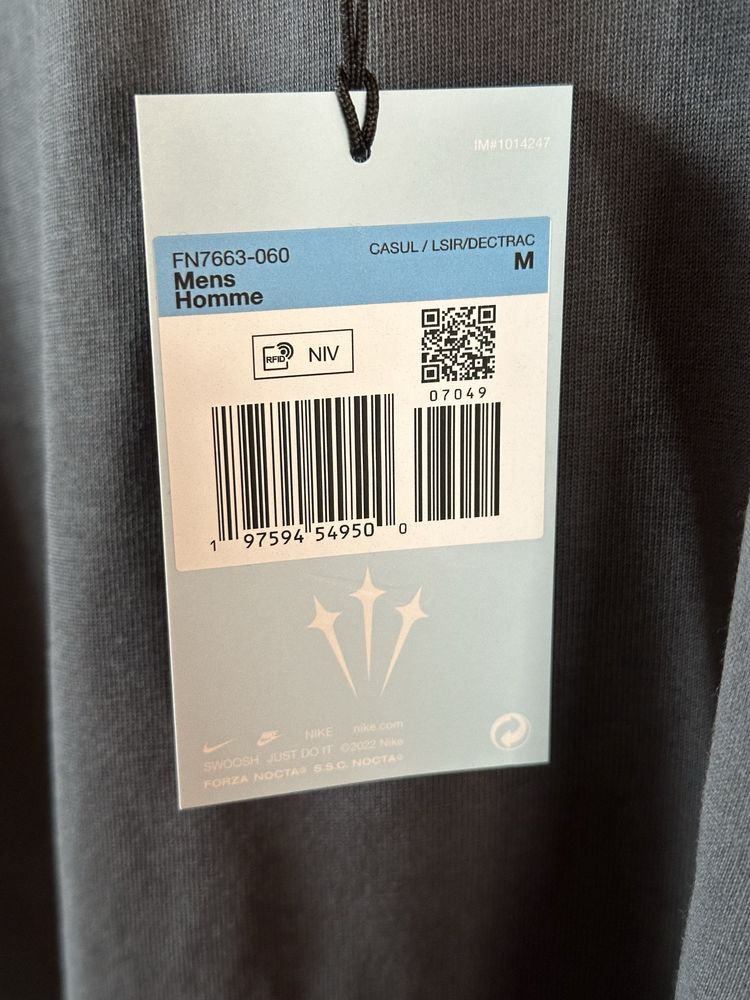 IM#1014247
FN7663-060
CASUL / LSIR/DECTRAC
Mens
M
Homme
RFID NIV
07049
1 97594 54950 0
NIKE nike.com
SWOOSH JUST DO IT ©2022 Nike
FORZA NOCTA® S.S.C. NOCTA®